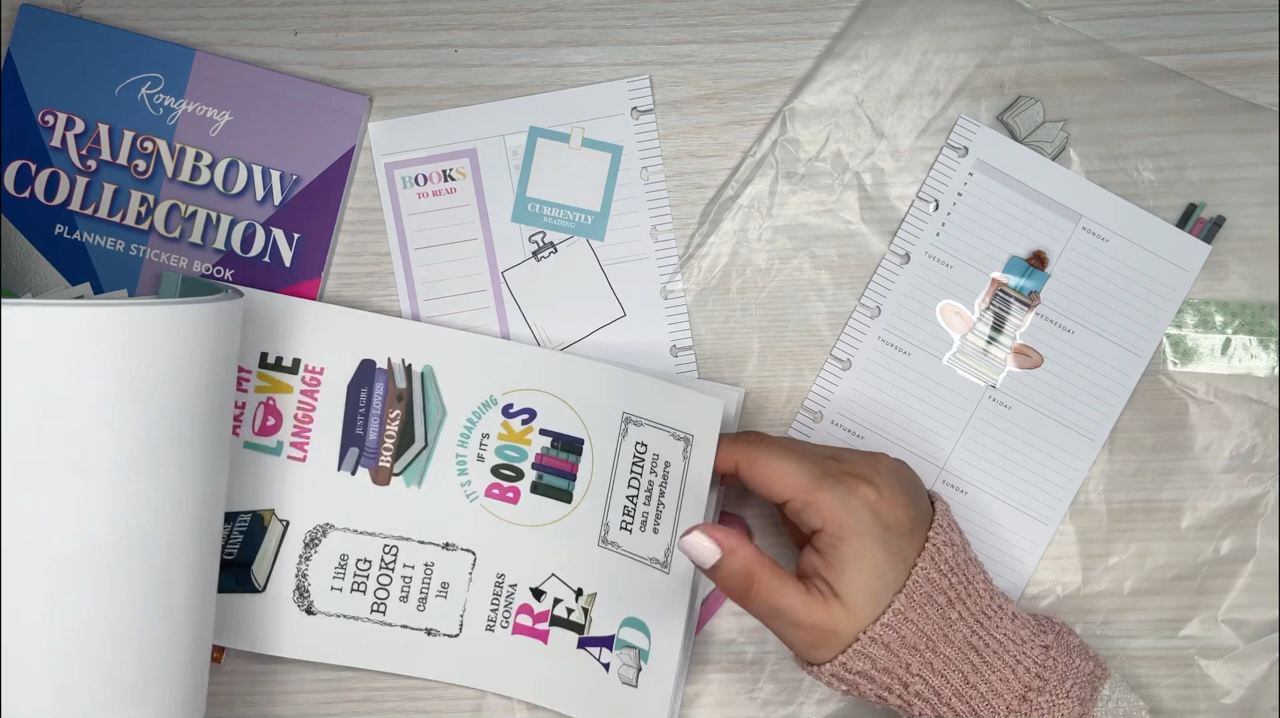 Rongrong
RAINBOW
COLLECTION
PLANNER STICKER BOOK
BOOKS
TO READ
CURRENTLY
READING
M
T
W
T
F
S
S
MONDAY
TUESDAY
WEDNESDAY
THURSDAY
FRIDAY
SATURDAY
SUNDAY
ARE MY
LOVE
LANGUAGE
JUST A GIRL
WHO LOVES
BOOKS
IT'S NOT HOARDING
IF IT'S
BOOKS
READING
can take you
everywhere
CHAPTER
I like
BIG
BOOKS
and I
cannot
lie
READERS
GONNA
READ